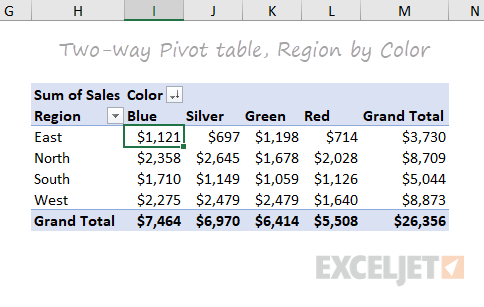 G H I J K L M N
Two-way Pivot table, Region by Color
Sum of Sales Color
Region Blue Silver Green Red Grand Total
East $1,121 $697 $1,198 $714 $3,730
North $2,358 $2,645 $1,678 $2,028 $8,709
South $1,710 $1,149 $1,059 $1,126 $5,044
West $2,275 $2,479 $2,479 $1,640 $8,873
Grand Total $7,464 $6,970 $6,414 $5,508 $26,356
EXCELJET